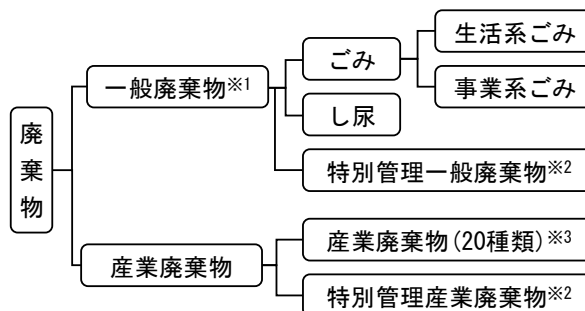 廃棄物
一般廃棄物※1
ごみ
生活系ごみ
事業系ごみ
し尿
特別管理一般廃棄物※2
産業廃棄物
産業廃棄物(20種類)※3
特別管理産業廃棄物※2